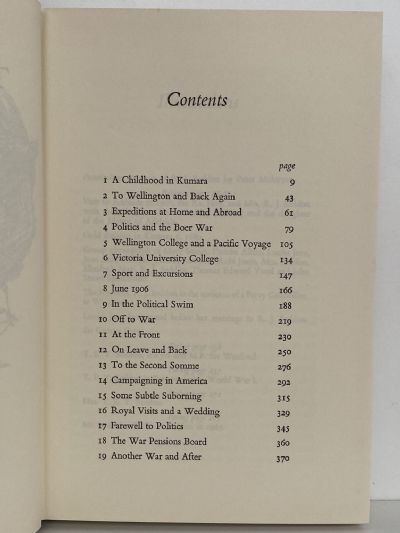 Contents
page
1 A Childhood in Kumara 9
2 To Wellington and Back Again 43
3 Expeditions at Home and Abroad 61
4 Politics and the Boer War 79
5 Wellington College and a Pacific Voyage 105
6 Victoria University College 134
7 Sport and Excursions 147
8 June 1906 166
9 In the Political Swim 188
10 Off to War 219
11 At the Front 230
12 On Leave and Back 250
13 To the Second Somme 276
14 Campaigning in America 292
15 Some Subtle Suborning 315
16 Royal Visits and a Wedding 329
17 Farewell to Politics 345
18 The War Pensions Board 360
19 Another War and After 370